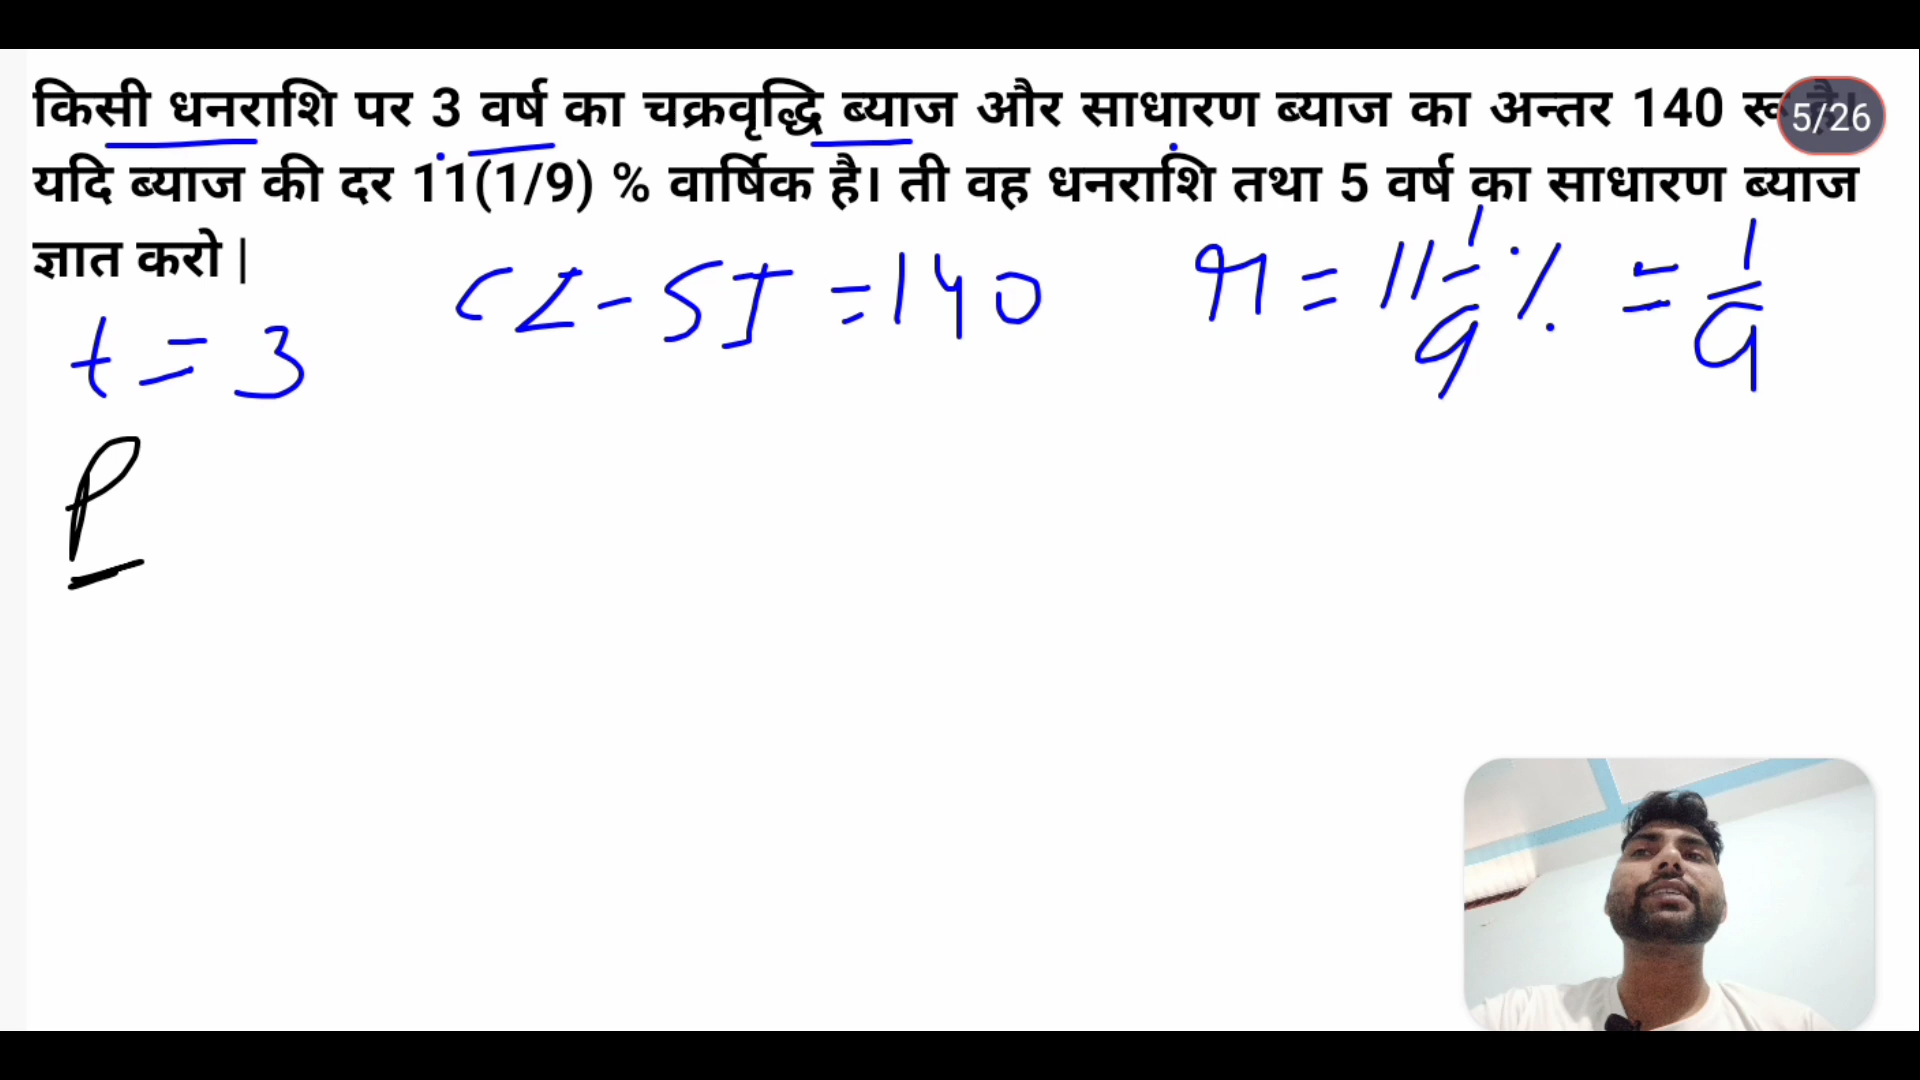 किसी धनराशि पर 3 वर्ष का चक्रवृद्धि ब्याज और साधारण ब्याज का अन्तर 140
5/26
यदि ब्याज की दर 11(1/9) % वार्षिक है। ती वह धनराशि तथा 5 वर्ष का साधारण ब्याज
ज्ञात करो |
CI - SI = 140
r = 11 1/9 % = 1/9
t = 3
P